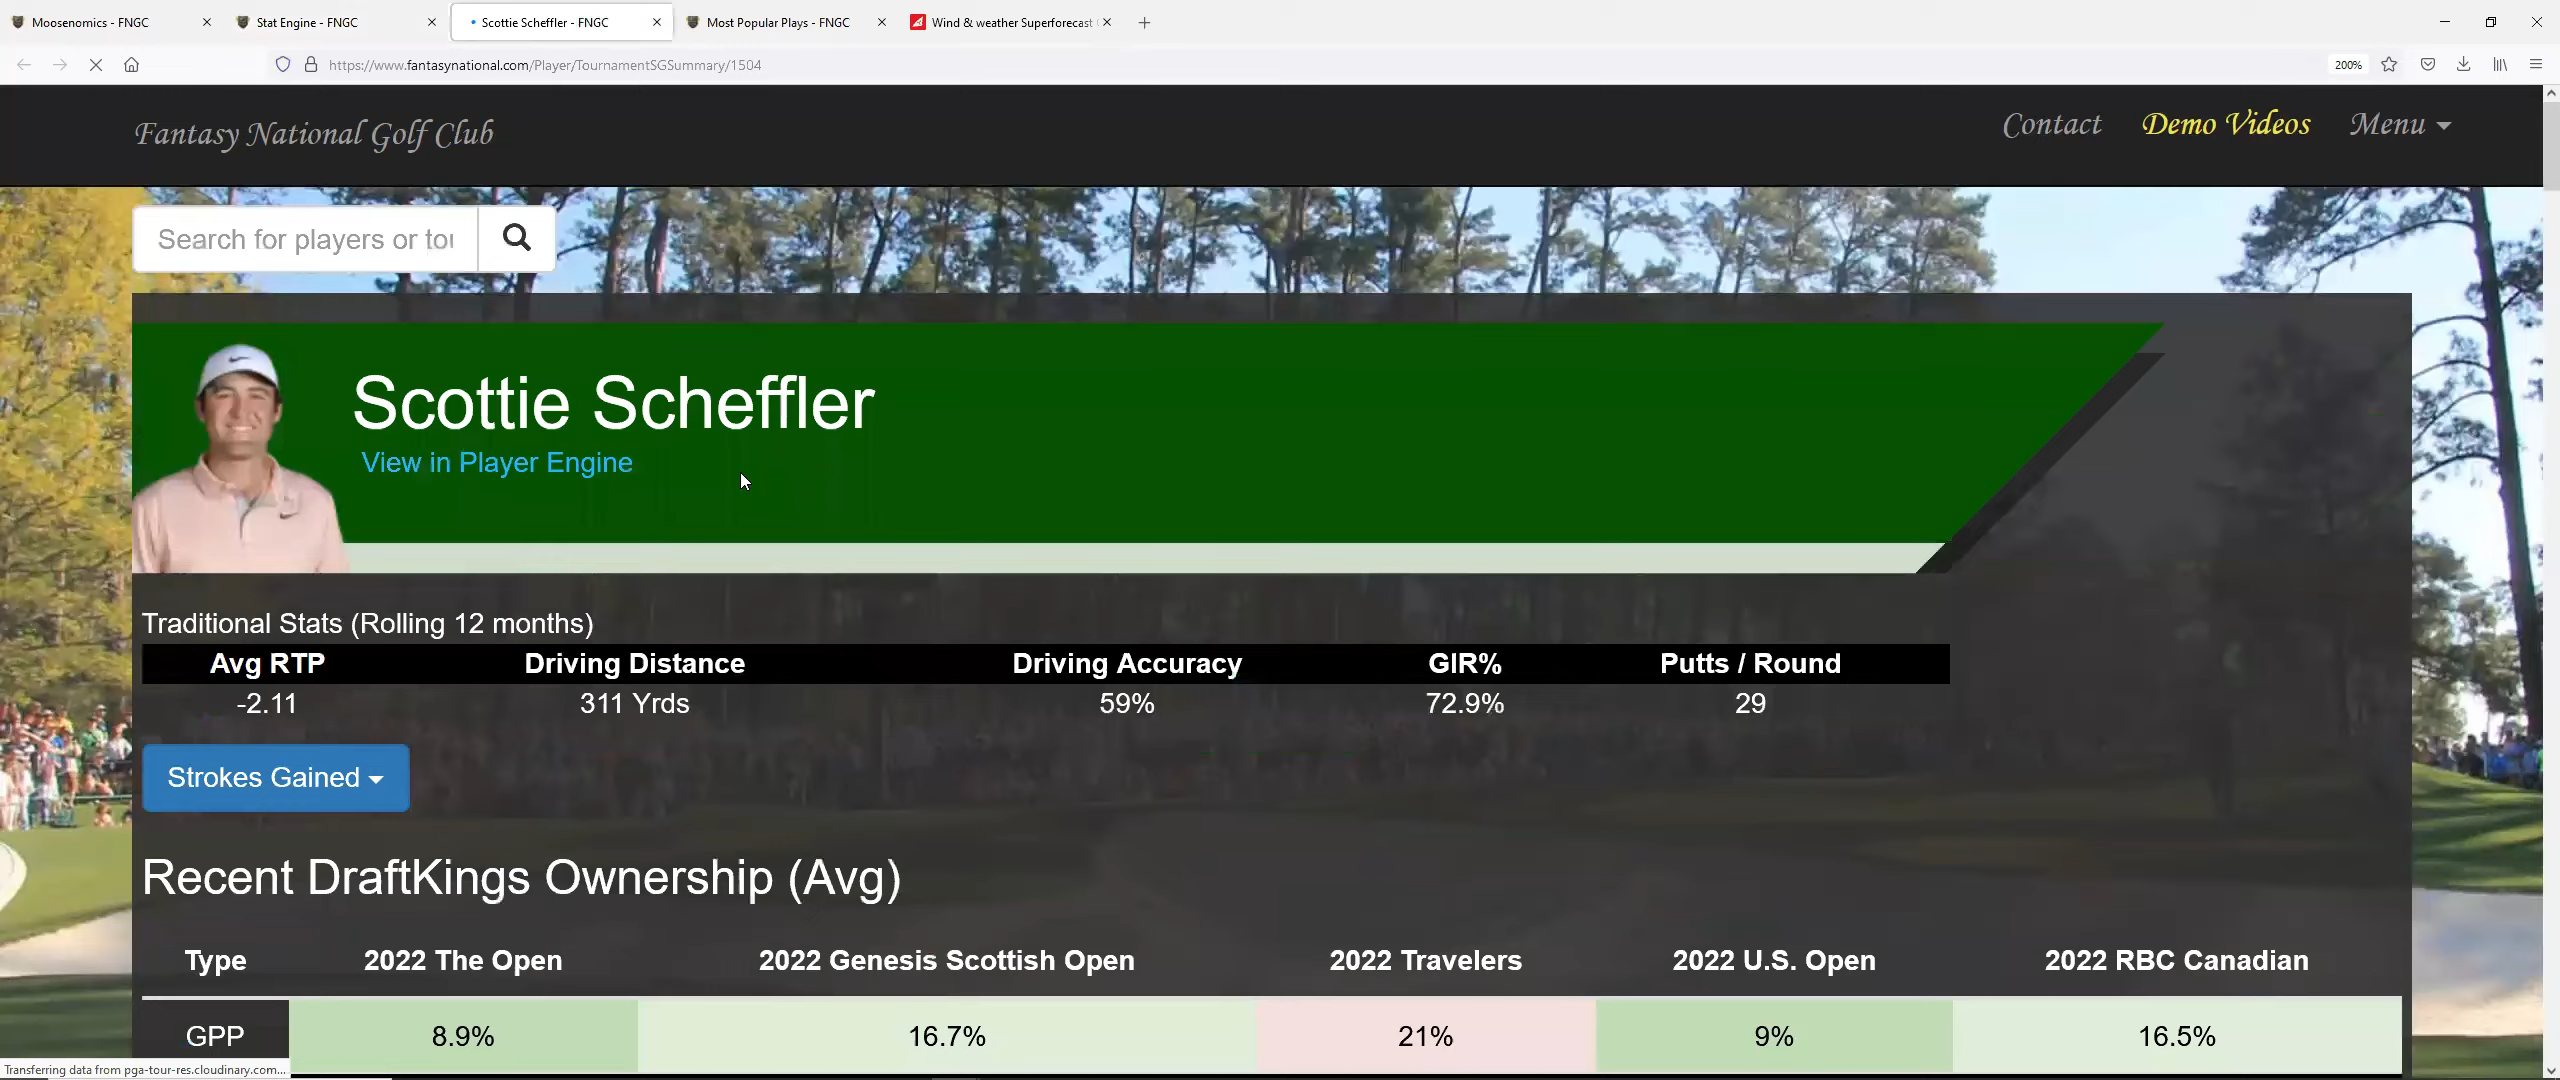 Moosenomics - FNGC
Stat Engine - FNGC
Scottie Scheffler - FNGC
Most Popular Plays - FNGC
Wind & weather Superforecast
https://www.fantasynational.com/Player/TournamentSGSummary/1504
200%
Fantasy National Golf Club
Contact
Demo Videos
Menu
Search for players or tou
Scottie Scheffler
View in Player Engine
Traditional Stats (Rolling 12 months)
Avg RTP Driving Distance Driving Accuracy GIR% Putts / Round
-2.11 311 Yrds 59% 72.9% 29
Strokes Gained
Recent DraftKings Ownership (Avg)
Type 2022 The Open 2022 Genesis Scottish Open 2022 Travelers 2022 U.S. Open 2022 RBC Canadian
GPP 8.9% 16.7% 21% 9% 16.5%
Transferring data from pga-tour-res.cloudinary.com...